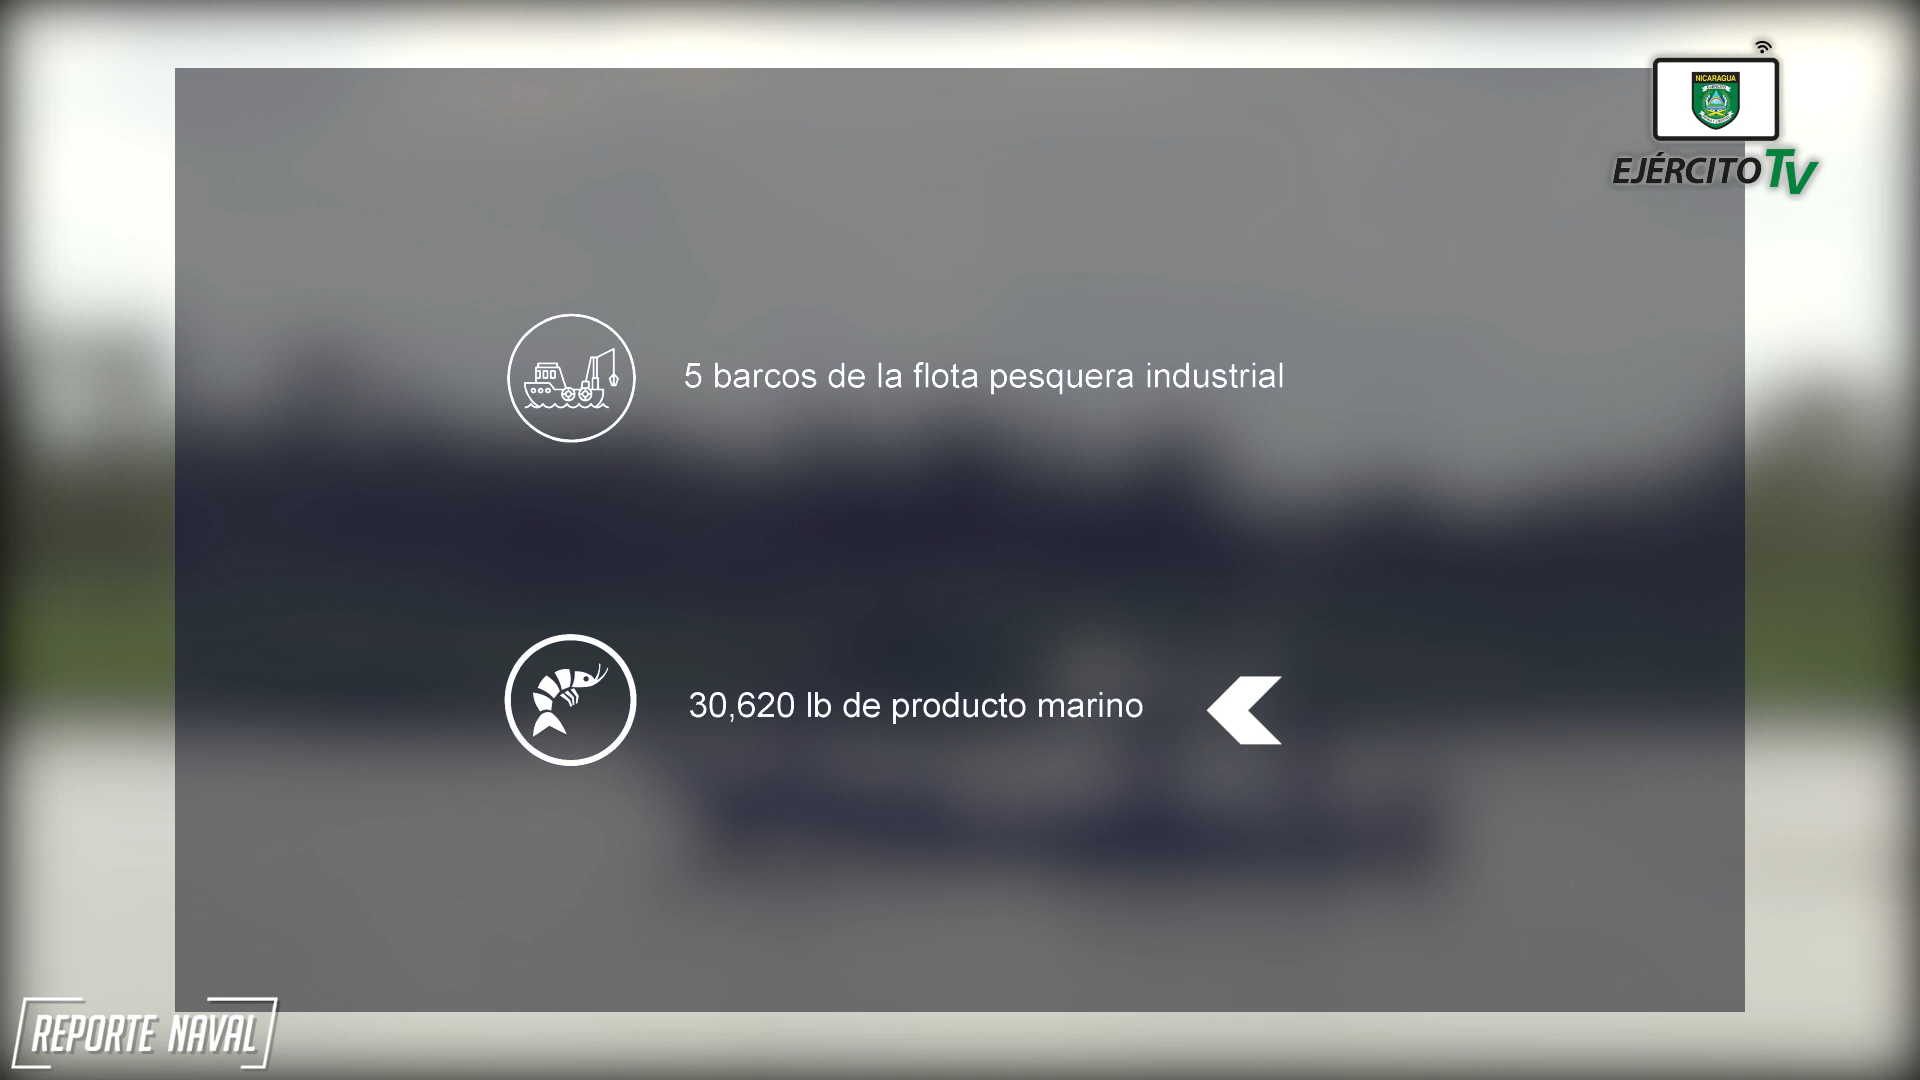 NICARAGUA
EJÉRCITO TV
5 barcos de la flota pesquera industrial
30,620 lb de producto marino
REPORTE NAVAL